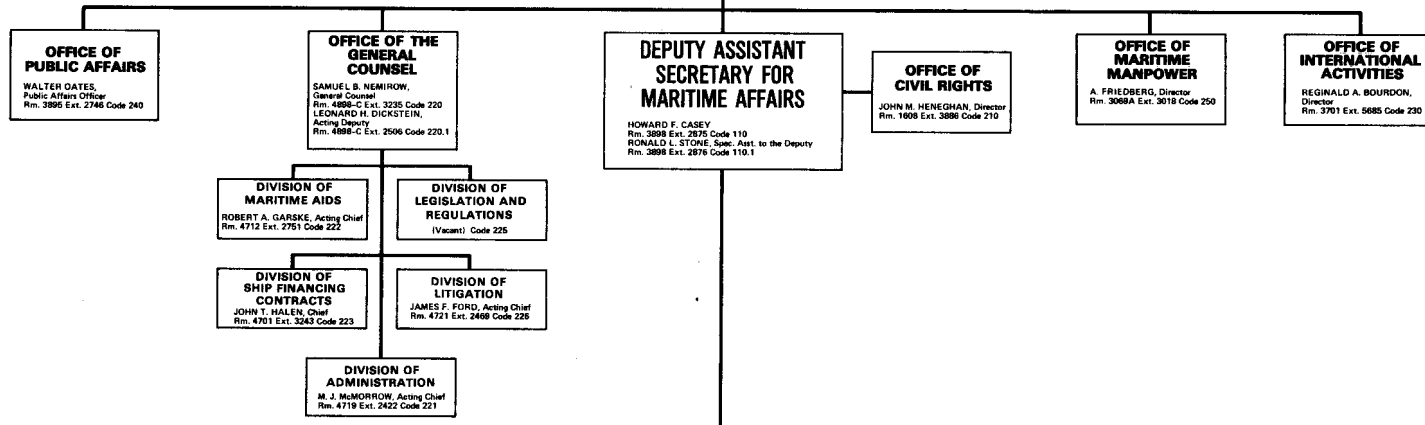 OFFICE OF
PUBLIC AFFAIRS
WALTER OATES,
Public Affairs Officer
Rm. 3895 Ext. 2746 Code 240
OFFICE OF THE
GENERAL
COUNSEL
SAMUEL B. NEMIROW,
General Counsel
Rm. 4898-C Ext. 3235 Code 220
LEONARD H. DICKSTEIN,
Acting Deputy
Rm. 4898-C Ext. 2506 Code 220.1
DEPUTY ASSISTANT
SECRETARY FOR
MARITIME AFFAIRS
HOWARD F. CASEY
Rm. 3898 Ext. 2875 Code 110
RONALD L. STONE, Spec. Asst. to the Deputy
Rm. 3898 Ext. 2876 Code 110.1
OFFICE OF
CIVIL RIGHTS
JOHN M. HENEGHAN, Director
Rm. 1608 Ext. 3886 Code 210
OFFICE OF
MARITIME
MANPOWER
A. FRIEDBERG, Director
Rm. 3069A Ext. 3018 Code 250
OFFICE OF
INTERNATIONAL
ACTIVITIES
REGINALD A. BOURDON,
Director
Rm. 3701 Ext. 5685 Code 230
DIVISION OF
MARITIME AIDS
ROBERT A. GARSKE, Acting Chief
Rm. 4712 Ext. 2751 Code 222
DIVISION OF
LEGISLATION AND
REGULATIONS
(Vacant) Code 225
DIVISION OF
SHIP FINANCING
CONTRACTS
JOHN T. HALEN, Chief
Rm. 4701 Ext. 3243 Code 223
DIVISION OF
LITIGATION
JAMES F. FORD, Acting Chief
Rm. 4721 Ext. 2469 Code 226
DIVISION OF
ADMINISTRATION
M. J. McMORROW, Acting Chief
Rm. 4719 Ext. 2422 Code 221